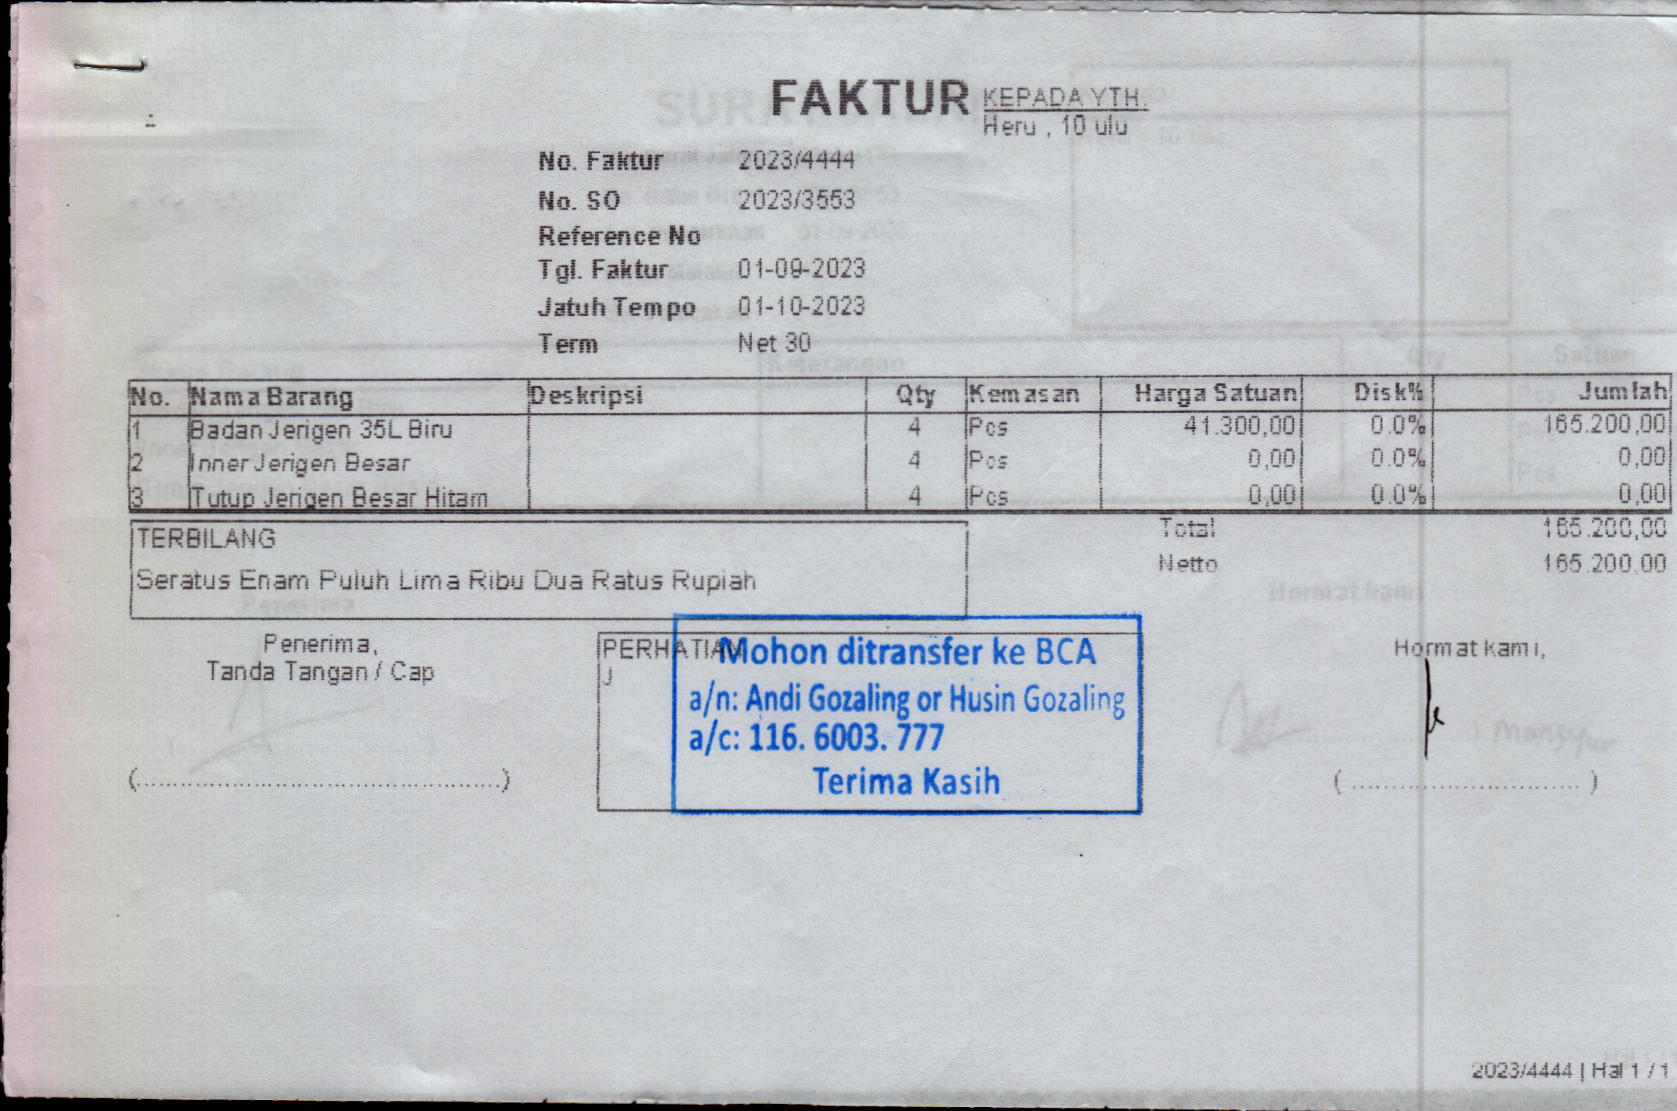 FAKTUR
KEPADA YTH.
Heru , 10 ulu
No. Faktur 2023/4444
No. SO 2023/3553
Reference No
Tgl. Faktur 01-09-2023
Jatuh Tempo 01-10-2023
Term Net 30
No. Nama Barang Deskripsi Qty Kemasan Harga Satuan Disk% Jumlah
1 Badan Jerigen 35L Biru 4 Pcs 41.300,00 0.0% 165.200,00
2 Inner Jerigen Besar 4 Pcs 0,00 0.0% 0,00
3 Tutup Jerigen Besar Hitam 4 Pcs 0,00 0.0% 0,00
Total 165.200,00
TERBILANG
Netto 165.200,00
Seratus Enam Puluh Lima Ribu Dua Ratus Rupiah
Penerima,
Tanda Tangan / Cap
(................................................)
PERHATIAN
Mohon ditransfer ke BCA
a/n: Andi Gozaling or Husin Gozaling
a/c: 116. 6003. 777
Terima Kasih
Hormat kami,
(..............................)
2023/4444 | Hal 1 / 1